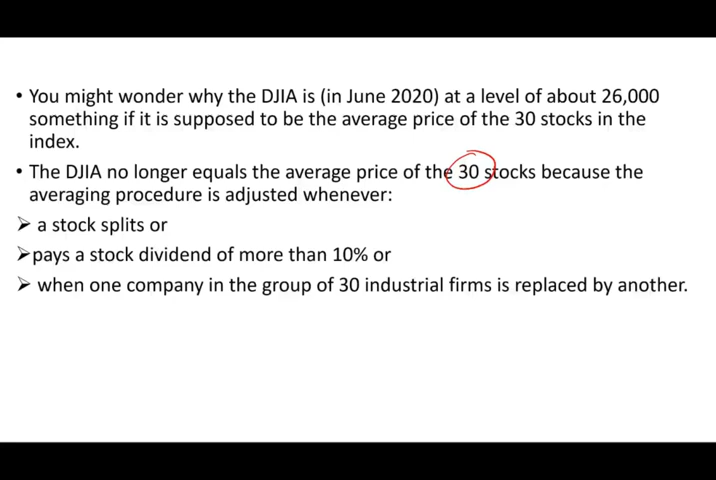 • You might wonder why the DJIA is (in June 2020) at a level of about 26,000
something if it is supposed to be the average price of the 30 stocks in the
index.
• The DJIA no longer equals the average price of the 30 stocks because the
averaging procedure is adjusted whenever:
➢ a stock splits or
➢pays a stock dividend of more than 10% or
➢ when one company in the group of 30 industrial firms is replaced by another.